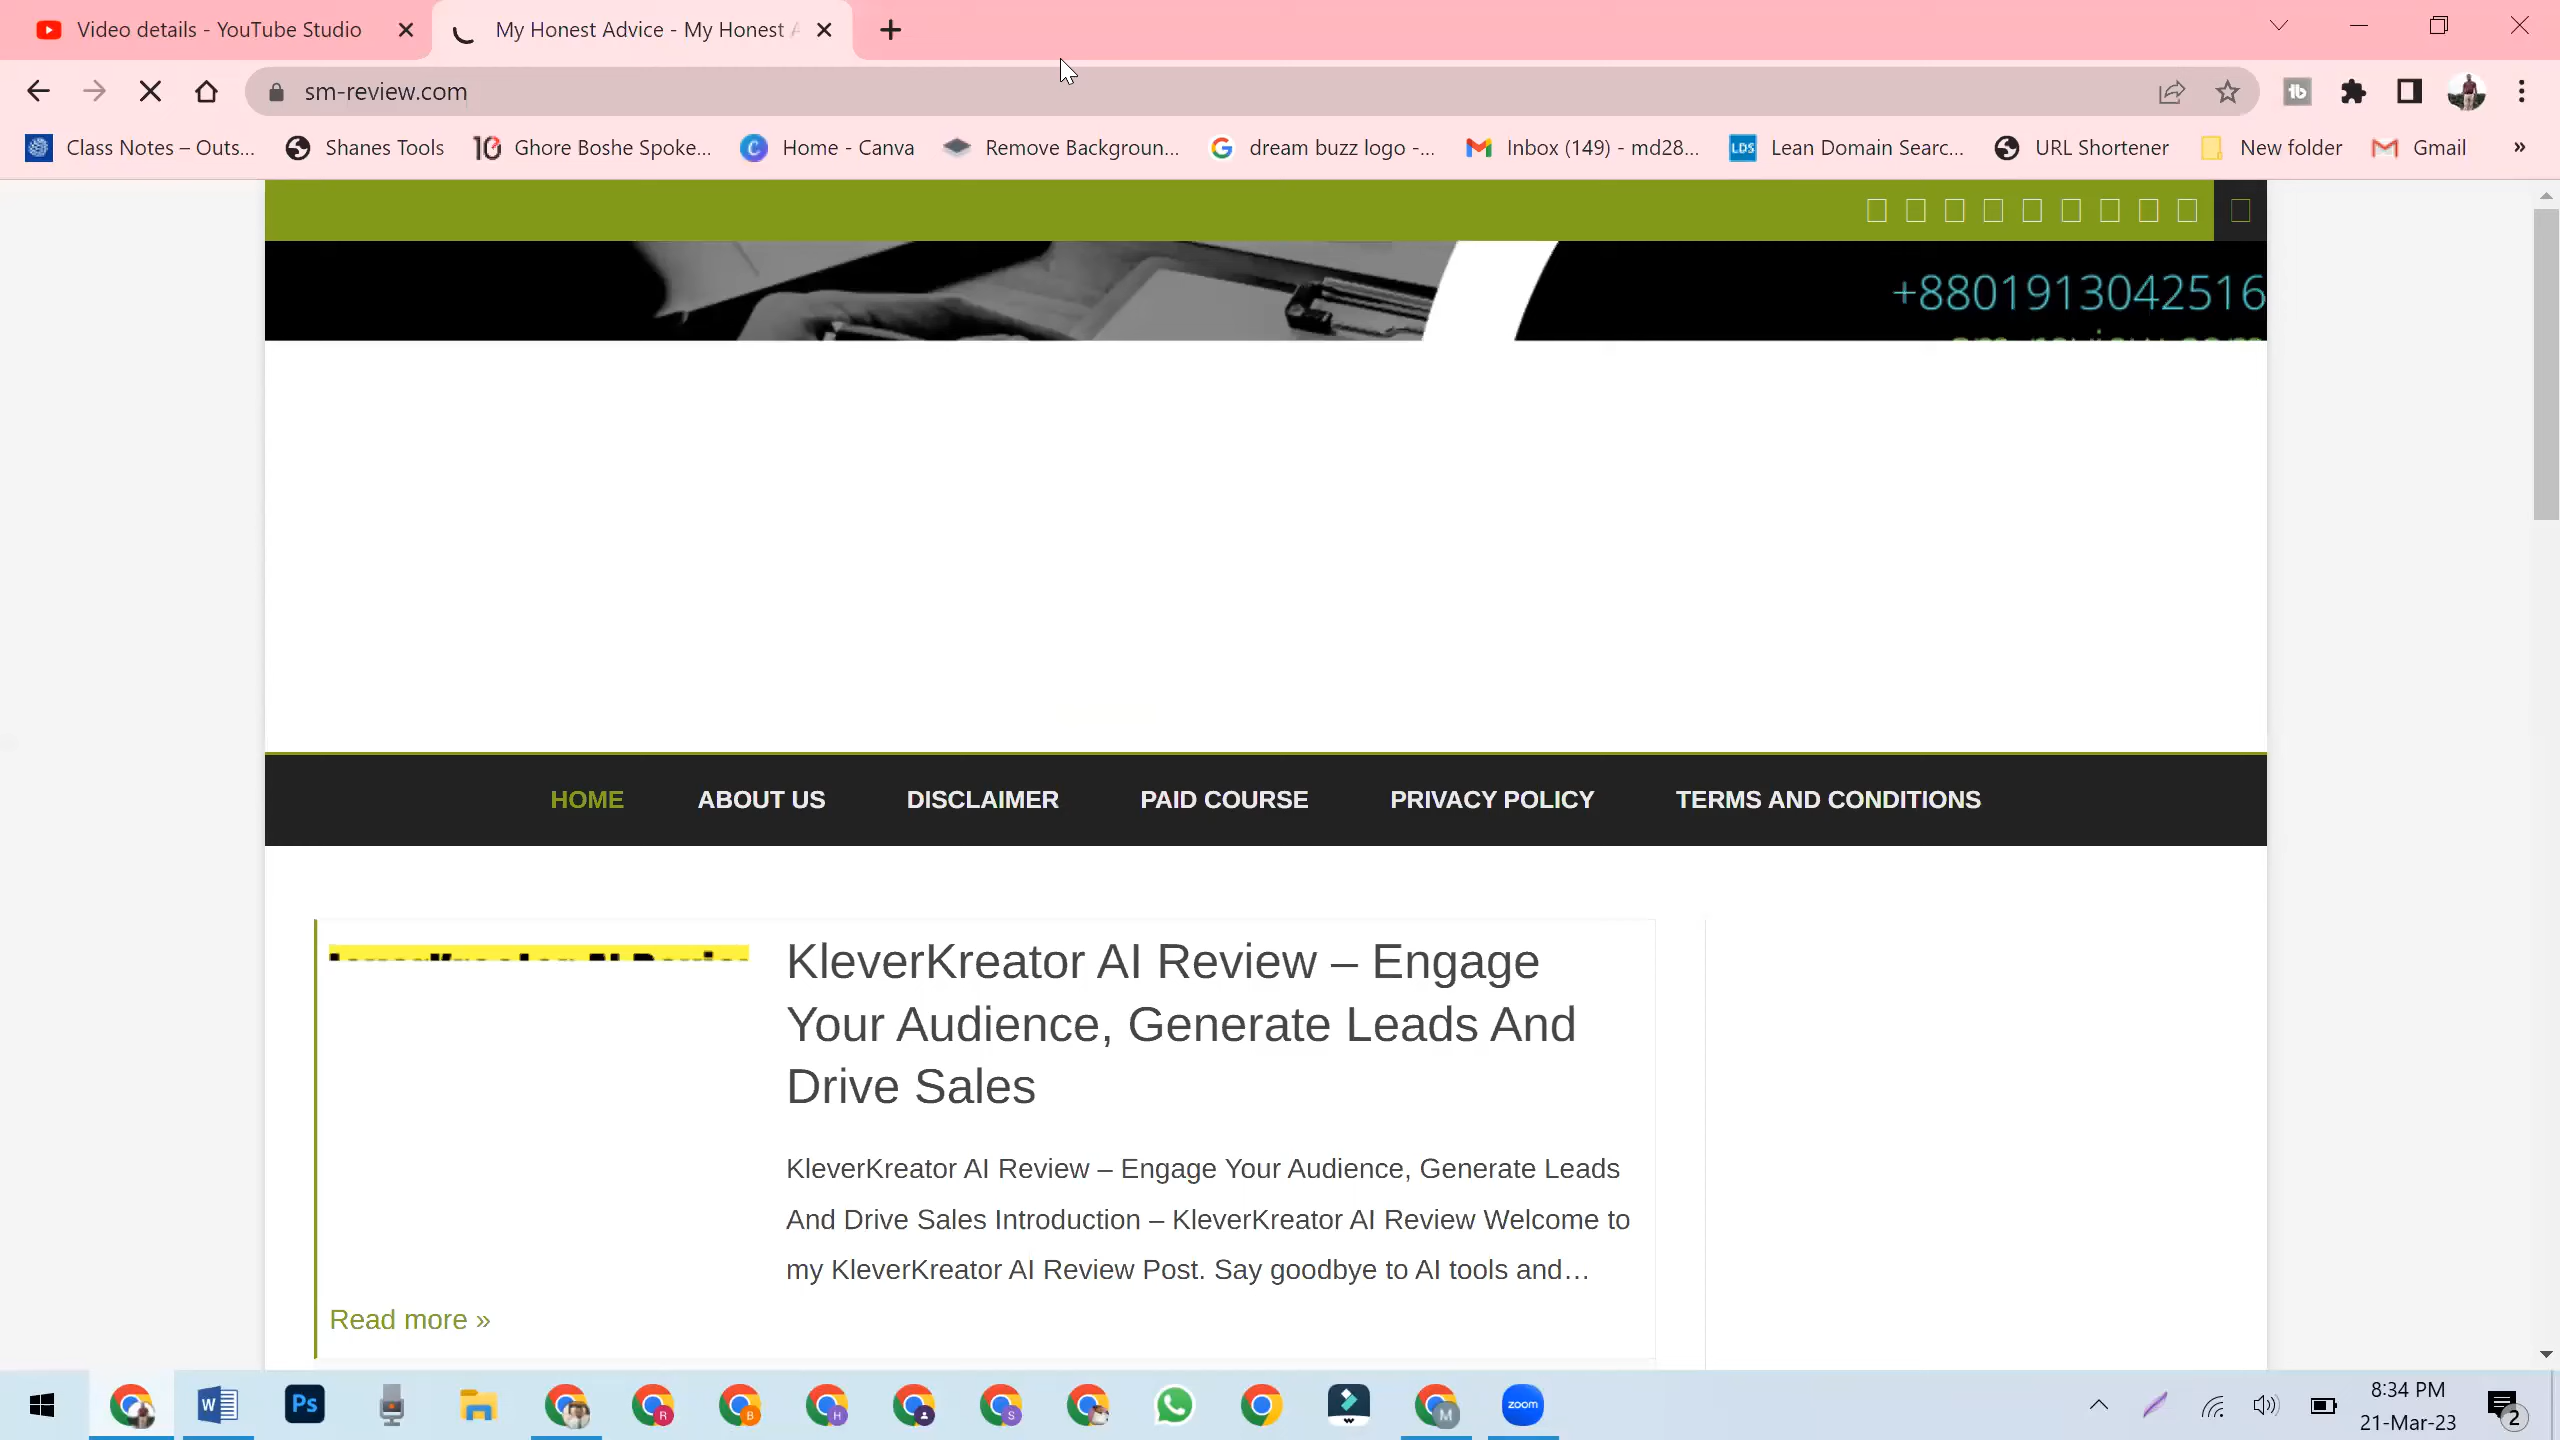 Video details - YouTube Studio
My Honest Advice - My Honest
sm-review.com
Class Notes – Outs...
Shanes Tools
Ghore Boshe Spoke...
Home - Canva
Remove Backgroun...
dream buzz logo -...
Inbox (149) - md28...
LDS
Lean Domain Searc...
URL Shortener
New folder
Gmail
»
+8801913042516
HOME
ABOUT US
DISCLAIMER
PAID COURSE
PRIVACY POLICY
TERMS AND CONDITIONS
KleverKreator AI Review – Engage
Your Audience, Generate Leads And
Drive Sales
KleverKreator AI Review – Engage Your Audience, Generate Leads
And Drive Sales Introduction – KleverKreator AI Review Welcome to
my KleverKreator AI Review Post. Say goodbye to AI tools and…
Read more »
Ps
R
B
H
S
M
zoom
8:34 PM
21-Mar-23
2